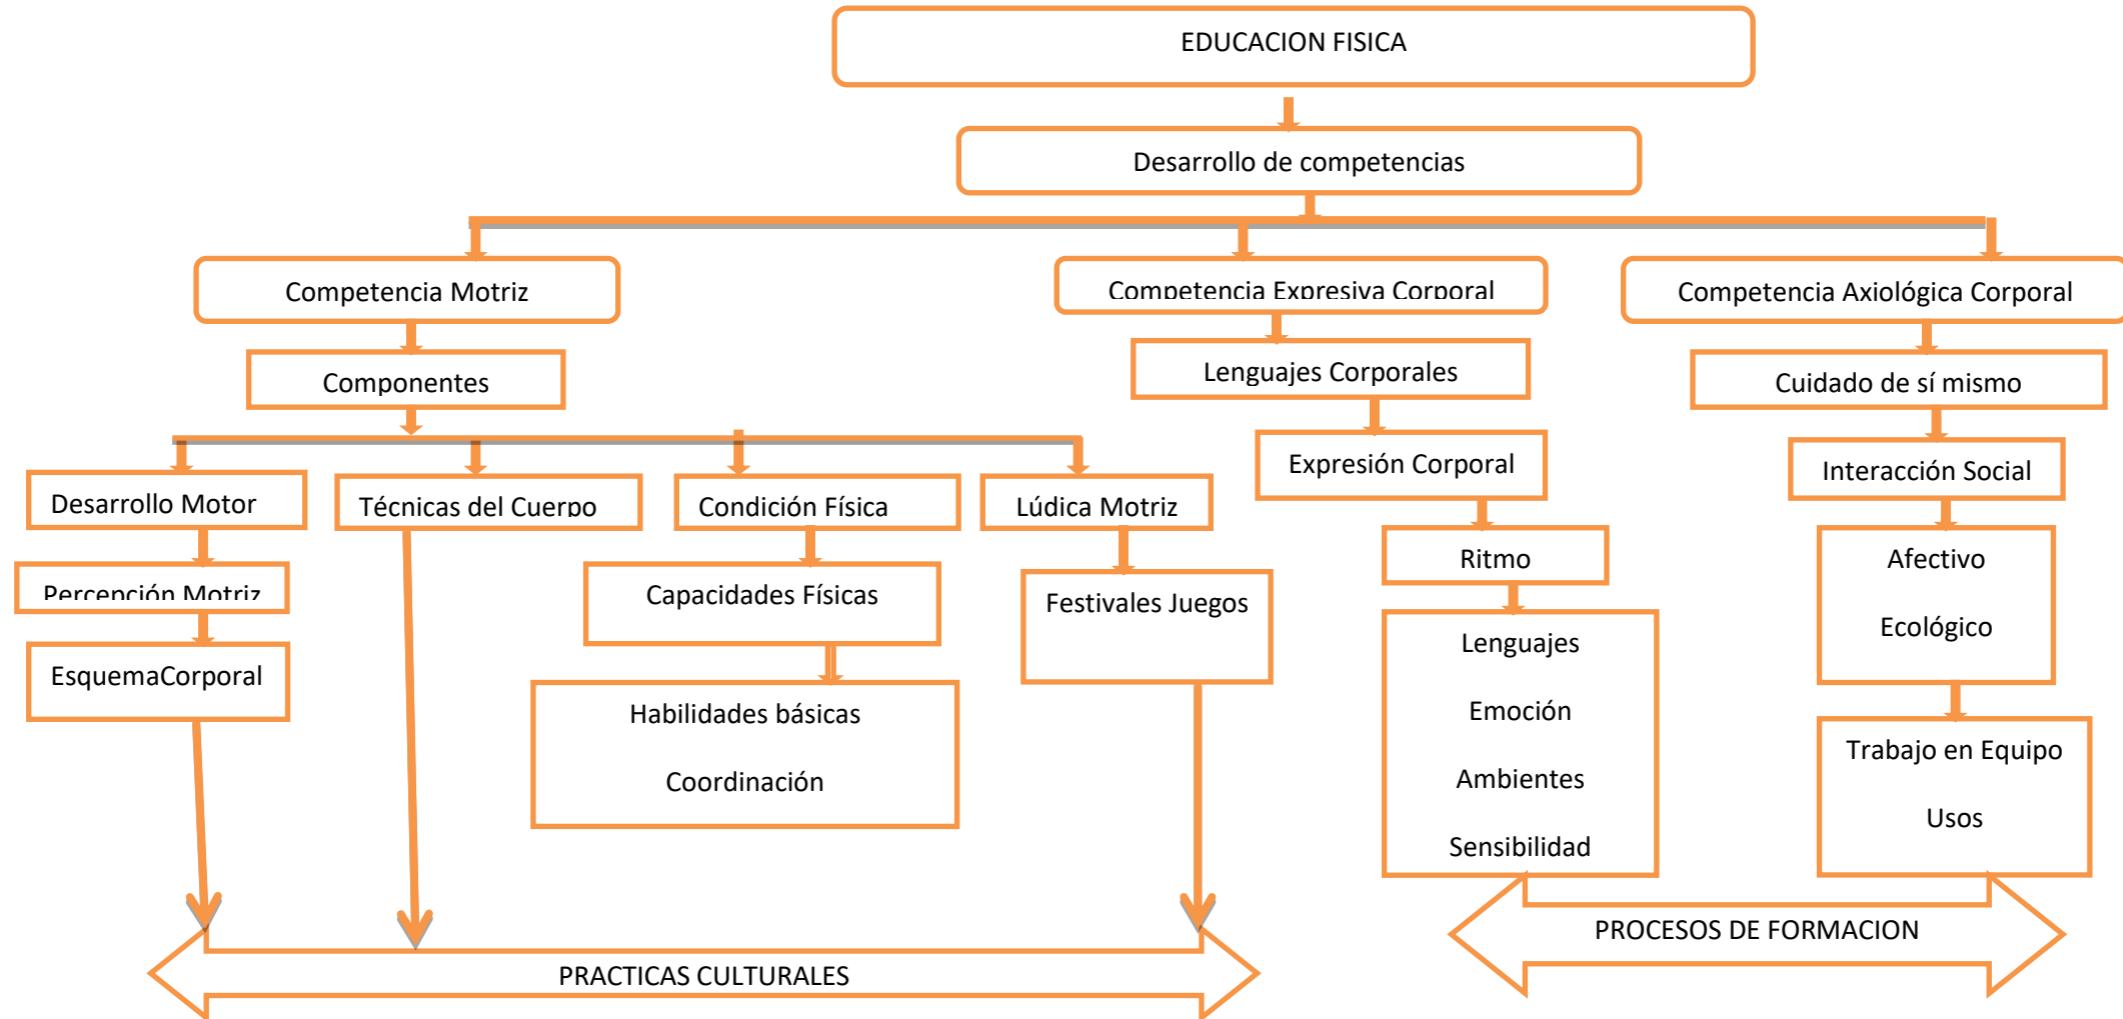 EDUCACION FISICA
Desarrollo de competencias
Competencia Motriz
Competencia Expresiva Corporal
Competencia Axiológica Corporal
Componentes
Lenguajes Corporales
Cuidado de sí mismo
Expresión Corporal
Interacción Social
Desarrollo Motor
Técnicas del Cuerpo
Condición Física
Lúdica Motriz
Ritmo
Afectivo
Ecológico
Percepción Motriz
Capacidades Físicas
Festivales Juegos
EsquemaCorporal
Habilidades básicas
Coordinación
Lenguajes
Emoción
Ambientes
Sensibilidad
Trabajo en Equipo
Usos
PRACTICAS CULTURALES
PROCESOS DE FORMACION